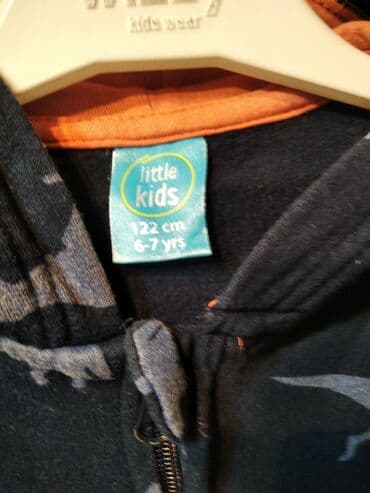 kids wear
little
kids
122 cm
6-7 yrs